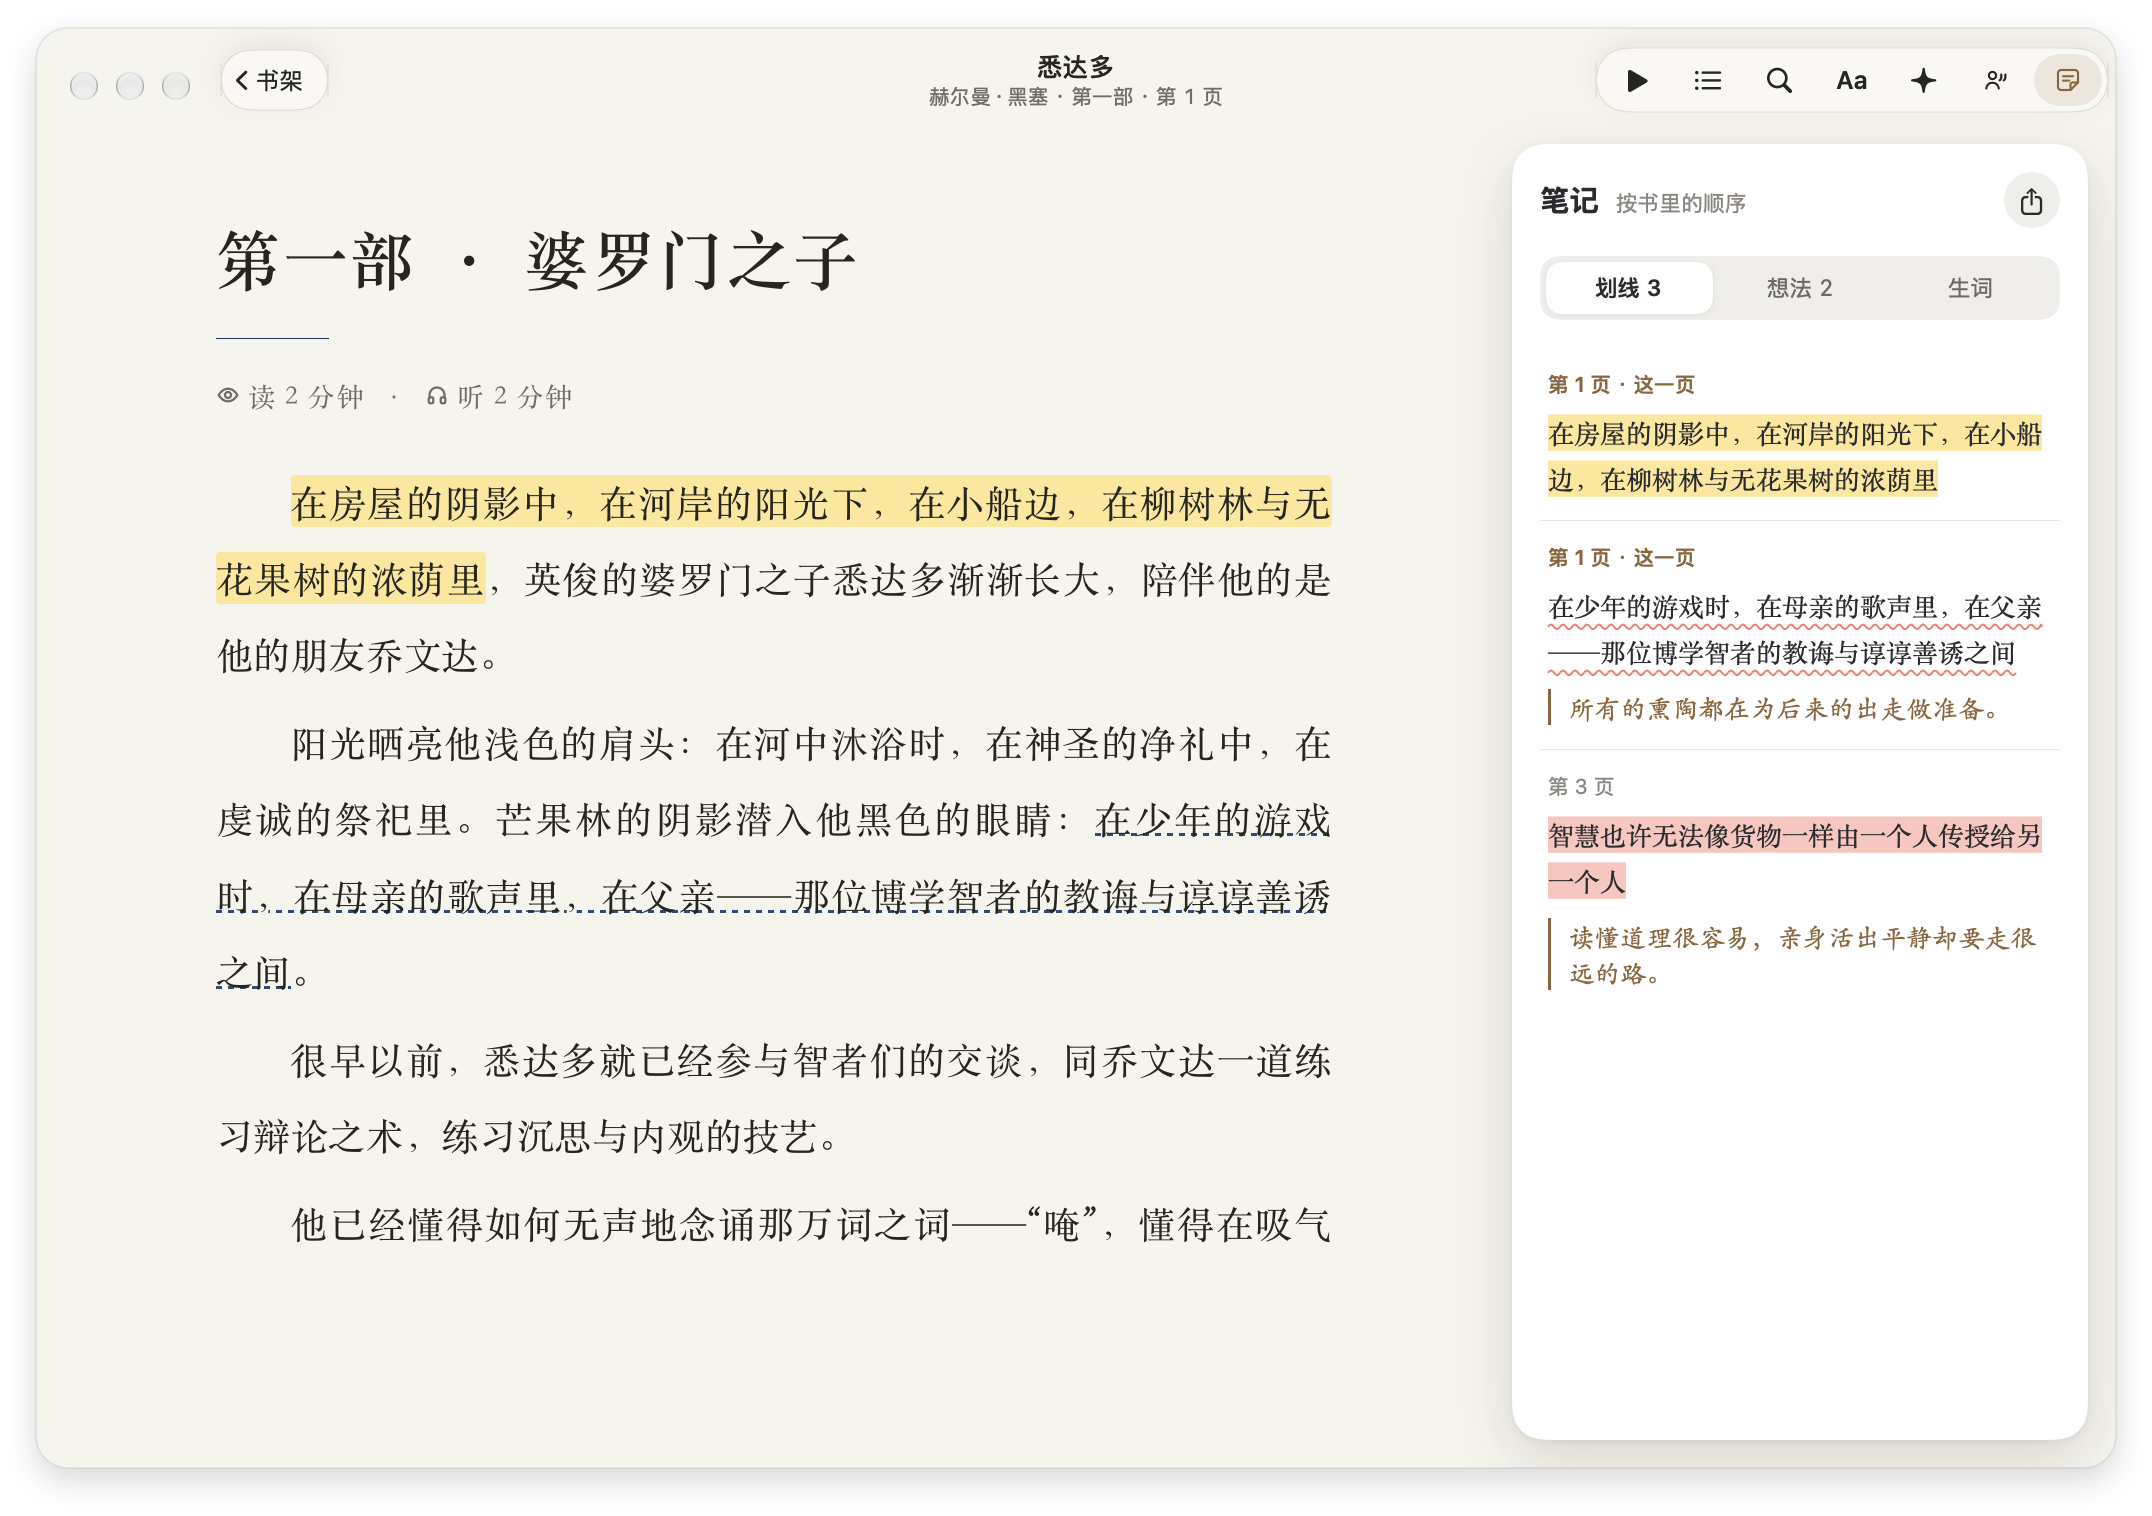 书架
悉达多
赫尔曼·黑塞 · 第一部 · 第 1 页
Aa
第一部 · 婆罗门之子
读 2 分钟 · 听 2 分钟
在房屋的阴影中，在河岸的阳光下，在小船边，在柳树林与无
花果树的浓荫里，英俊的婆罗门之子悉达多渐渐长大，陪伴他的是
他的朋友乔文达。
阳光晒亮他浅色的肩头：在河中沐浴时，在神圣的净礼中，在
虔诚的祭祀里。芒果林的阴影潜入他黑色的眼睛：在少年的游戏
时，在母亲的歌声里，在父亲——那位博学智者的教诲与谆谆善诱
之间。
很早以前，悉达多就已经参与智者们的交谈，同乔文达一道练
习辩论之术，练习沉思与内观的技艺。
他已经懂得如何无声地念诵那万词之词——“唵”，懂得在吸气
笔记 按书里的顺序
划线 3 想法 2 生词
第 1 页 · 这一页
在房屋的阴影中，在河岸的阳光下，在小船
边，在柳树林与无花果树的浓荫里
第 1 页 · 这一页
在少年的游戏时，在母亲的歌声里，在父亲
——那位博学智者的教诲与谆谆善诱之间
所有的熏陶都在为后来的出走做准备。
第 3 页
智慧也许无法像货物一样由一个人传授给另
一个人
读懂道理很容易，亲身活出平静却要走很
远的路。